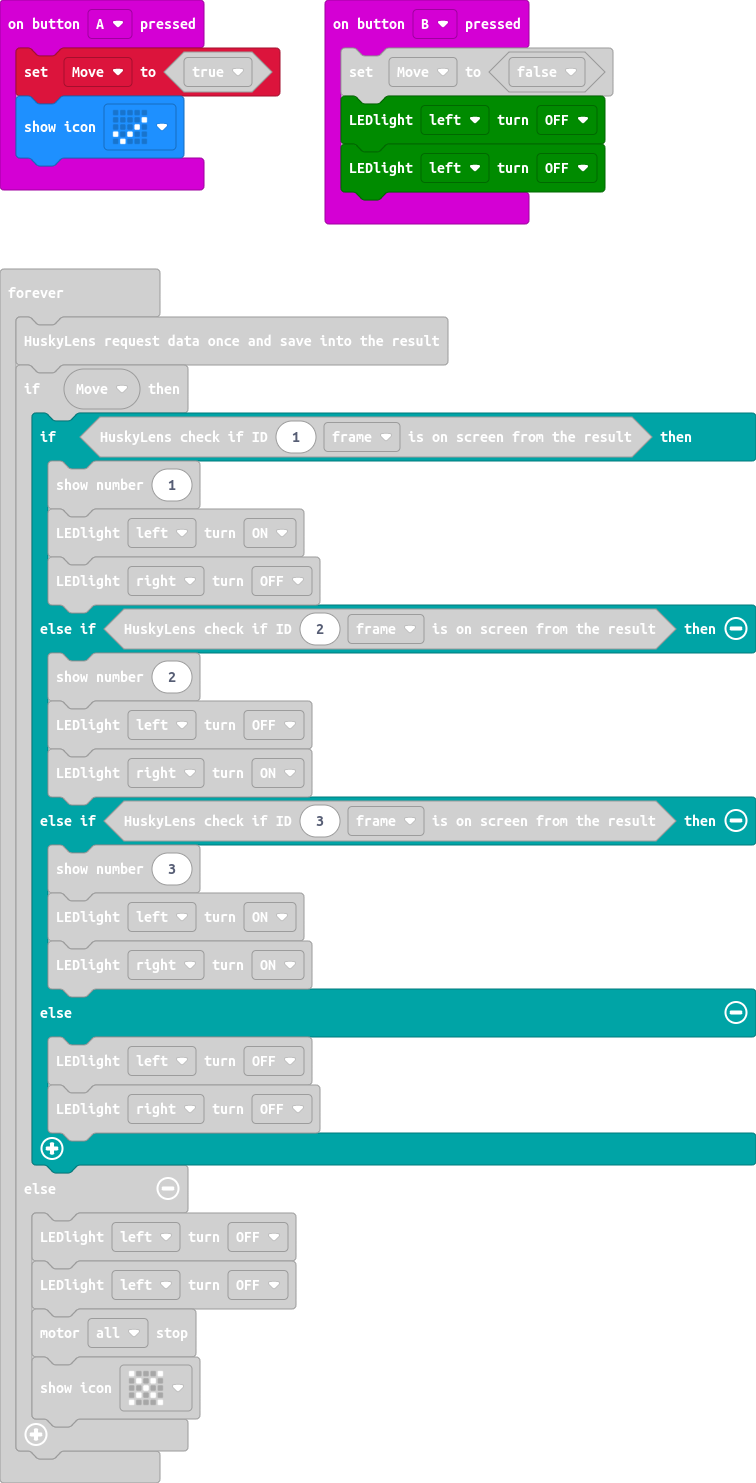 on button A pressed
set Move to true
show icon
on button B pressed
set Move to false
LEDlight left turn OFF
LEDlight left turn OFF
forever
HuskyLens request data once and save into the result
if Move then
if HuskyLens check if ID 1 frame is on screen from the result then
show number 1
LEDlight left turn ON
LEDlight right turn OFF
else if HuskyLens check if ID 2 frame is on screen from the result then
show number 2
LEDlight left turn OFF
LEDlight right turn ON
else if HuskyLens check if ID 3 frame is on screen from the result then
show number 3
LEDlight left turn ON
LEDlight right turn ON
else
LEDlight left turn OFF
LEDlight right turn OFF
else
LEDlight left turn OFF
LEDlight left turn OFF
motor all stop
show icon